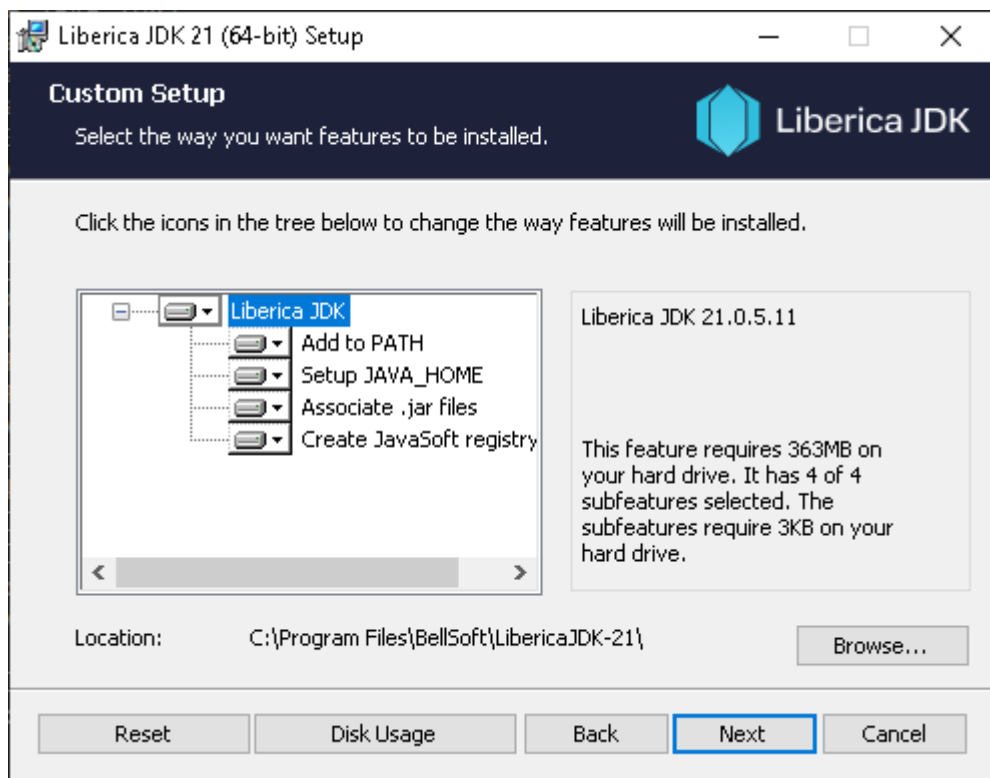 Liberica JDK 21 (64-bit) Setup
Custom Setup
Select the way you want features to be installed.
Liberica JDK
Click the icons in the tree below to change the way features will be installed.
Liberica JDK
Add to PATH
Setup JAVA_HOME
Associate .jar files
Create JavaSoft registry
Liberica JDK 21.0.5.11
This feature requires 363MB on
your hard drive. It has 4 of 4
subfeatures selected. The
subfeatures require 3KB on your
hard drive.
Location: C:\Program Files\BellSoft\LibericaJDK-21\
Browse...
Reset Disk Usage Back Next Cancel